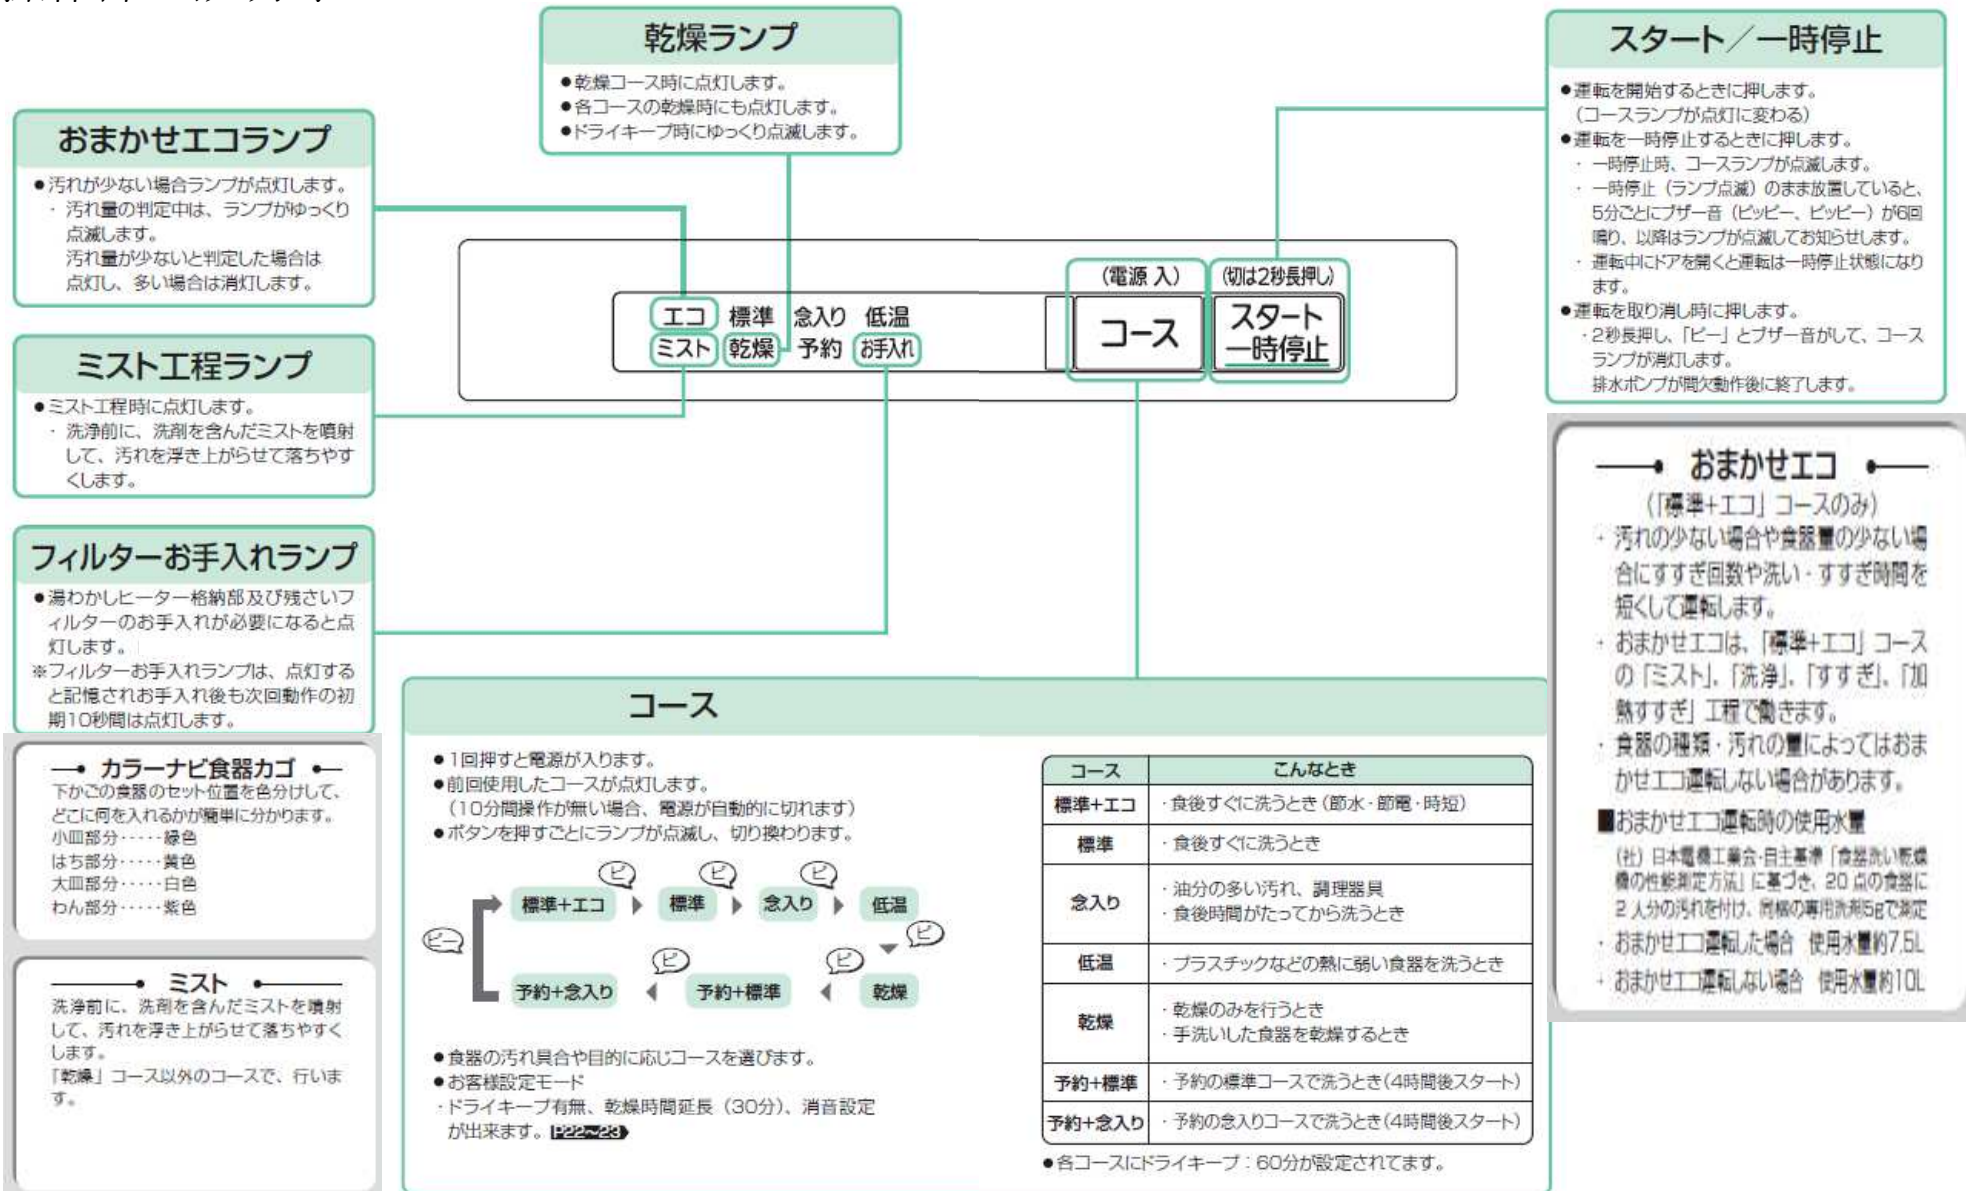 乾燥ランプ
●乾燥コース時に点灯します。
●各コースの乾燥時にも点灯します。
●ドライキープ時にゆっくり点滅します。
スタート／一時停止
●運転を開始するときに押します。
（コースランプが点灯に変わる）
●運転を一時停止するときに押します。
・ 一時停止時、コースランプが点滅します。
・ 一時停止（ランプ点滅）のまま放置していると、
5分ごとにブザー音（ピッピー、ピッピー）が6回
鳴り、以降はランプが点滅してお知らせします。
・ 運転中にドアを開くと運転は一時停止状態になり
ます。
●運転を取り消し時に押します。
・2秒長押し、「ピー」とブザー音がして、コース
ランプが消灯します。
排水ポンプが間欠動作後に終了します。
おまかせエコランプ
●汚れが少ない場合ランプが点灯します。
・ 汚れ量の判定中は、ランプがゆっくり
点滅します。
汚れ量が少ないと判定した場合は
点灯し、多い場合は消灯します。
ミスト工程ランプ
●ミスト工程時に点灯します。
・ 洗浄前に、洗剤を含んだミストを噴射
して、汚れを浮き上がらせて落ちやす
くします。
フィルターお手入れランプ
●湯わかしヒーター格納部及び残さいフ
ィルターのお手入れが必要になると点
灯します。
※フィルターお手入れランプは、点灯する
と記憶されお手入れ後も次回動作の初
期10秒間は点灯します。
（電源 入） （切は2秒長押し）
エコ 標準 念入り 低温
ミスト 乾燥 予約 お手入れ
コース
スタート
一時停止
カラーナビ食器カゴ
下かごの食器のセット位置を色分けして、
どこに何を入れるかが簡単に分かります。
小皿部分・・・・・緑色
はち部分・・・・・黄色
大皿部分・・・・・白色
わん部分・・・・・紫色
ミスト
洗浄前に、洗剤を含んだミストを噴射
して、汚れを浮き上がらせて落ちやすく
します。
「乾燥」コース以外のコースで、行いま
す。
コース
●1回押すと電源が入ります。
●前回使用したコースが点灯します。
（10分間操作が無い場合、電源が自動的に切れます）
●ボタンを押すごとにランプが点滅し、切り換わります。
ピ ピ ピ
標準+エコ 標準 念入り 低温
ピー ピ
ピ ピ
予約+念入り 予約+標準 乾燥
●食器の汚れ具合や目的に応じコースを選びます。
●お客様設定モード
・ドライキープ有無、乾燥時間延長（30分）、消音設定
が出来ます。P22～23
コース こんなとき
標準+エコ ・食後すぐに洗うとき（節水・節電・時短）
標準 ・食後すぐに洗うとき
念入り ・油分の多い汚れ、調理器具
・食後時間がたってから洗うとき
低温 ・プラスチックなどの熱に弱い食器を洗うとき
乾燥 ・乾燥のみを行うとき
・手洗いした食器を乾燥するとき
予約+標準 ・予約の標準コースで洗うとき（4時間後スタート）
予約+念入り ・予約の念入りコースで洗うとき（4時間後スタート）
●各コースにドライキープ：60分が設定されてます。
おまかせエコ
（「標準+エコ」コースのみ）
・ 汚れの少ない場合や食器量の少ない場
合にすすぎ回数や洗い・すすぎ時間を
短くして運転します。
・ おまかせエコは、「標準+エコ」コース
の「ミスト」、「洗浄」、「すすぎ」、「加
熱すすぎ」工程で働きます。
・ 食器の種類・汚れの量によってはおま
かせエコ運転しない場合があります。
■おまかせエコ運転時の使用水量
（社）日本電機工業会・自主基準「食器洗い乾燥
機の性能測定方法」に基づき、20 点の食器に
2 人分の汚れを付け、同梱の専用洗剤5gで測定
・ おまかせエコ運転した場合 使用水量約7.5L
・ おまかせエコ運転しない場合 使用水量約10L